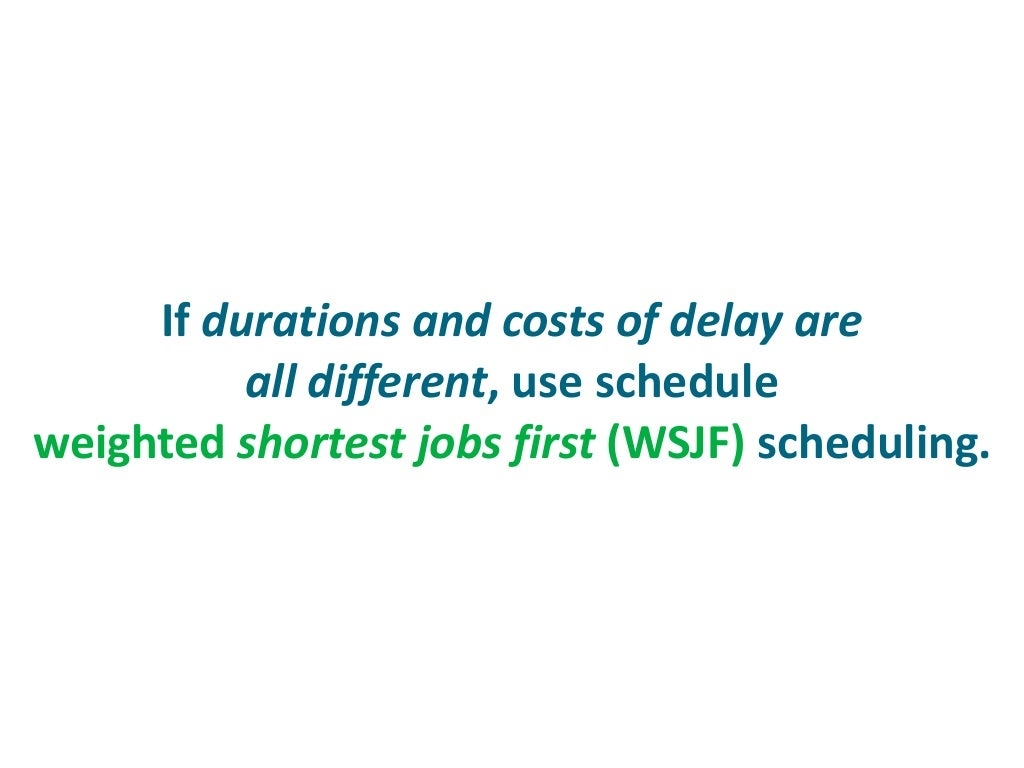 If durations and costs of delay are
all different, use schedule
weighted shortest jobs first (WSJF) scheduling.